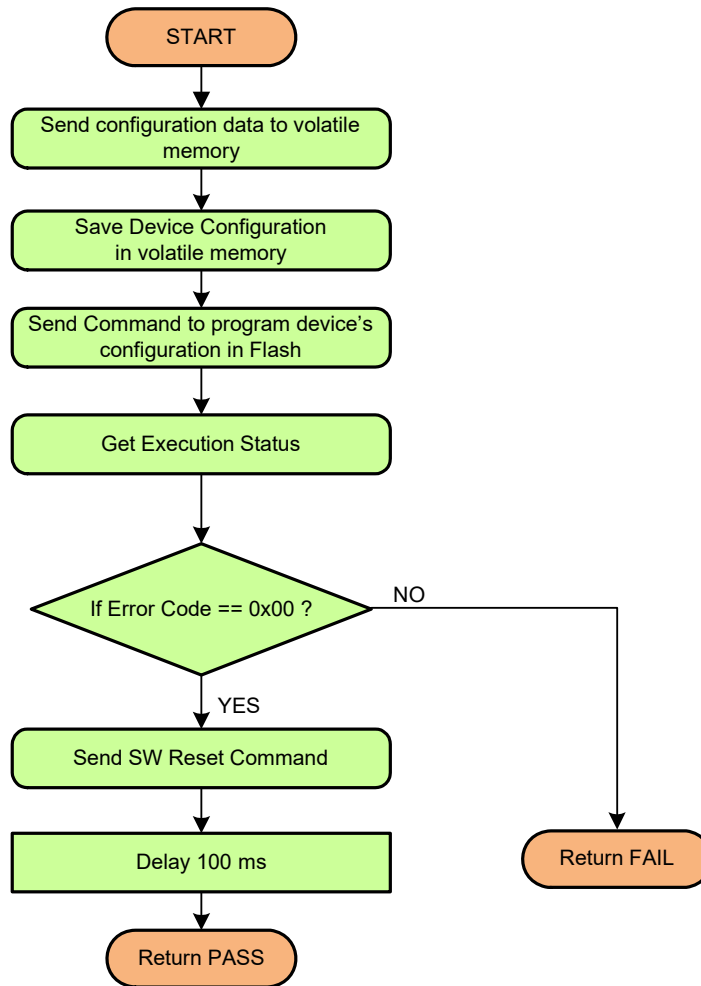 START
Send configuration data to volatile
memory
Save Device Configuration
in volatile memory
Send Command to program device’s
configuration in Flash
Get Execution Status
If Error Code == 0x00 ?
NO
YES
Send SW Reset Command
Delay 100 ms
Return FAIL
Return PASS